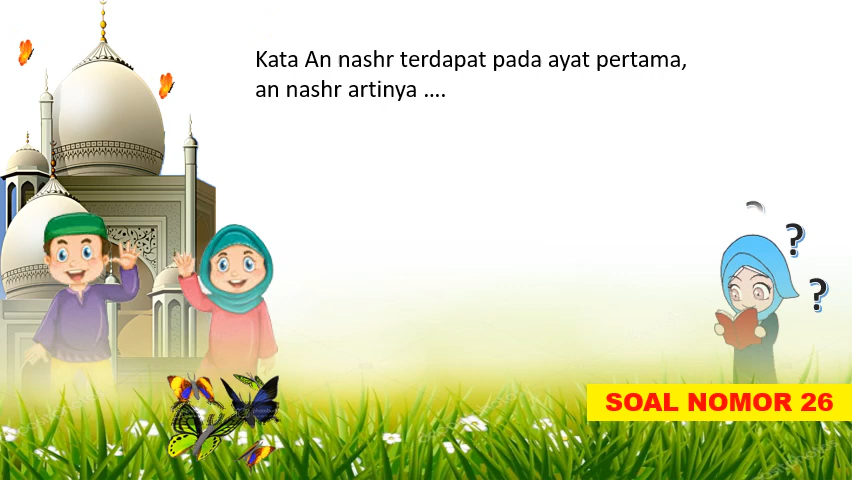 Kata An nashr terdapat pada ayat pertama,
an nashr artinya ....
?
?
SOAL NOMOR 26